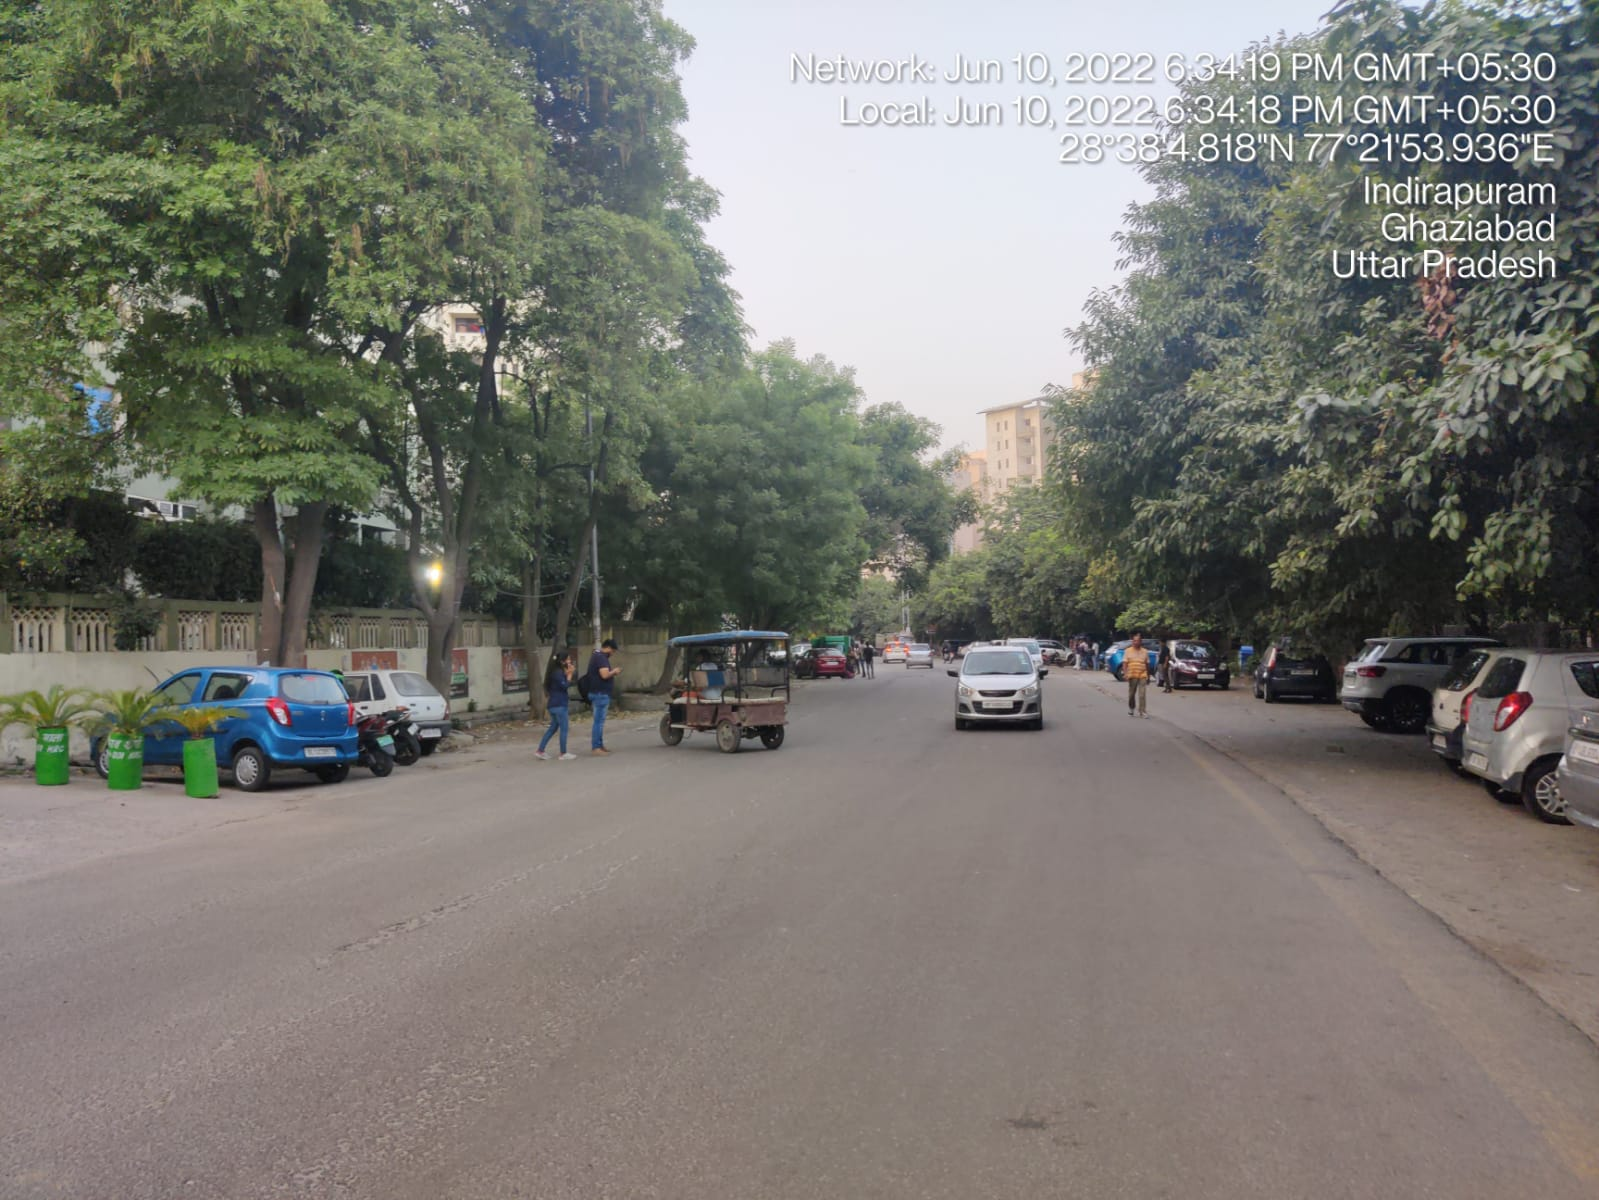 Network: Jun 10, 2022 6:34:19 PM GMT+05:30
Local: Jun 10, 2022 6:34:18 PM GMT+05:30
28°38'4.818"N 77°21'53.936"E
Indirapuram
Ghaziabad
Uttar Pradesh